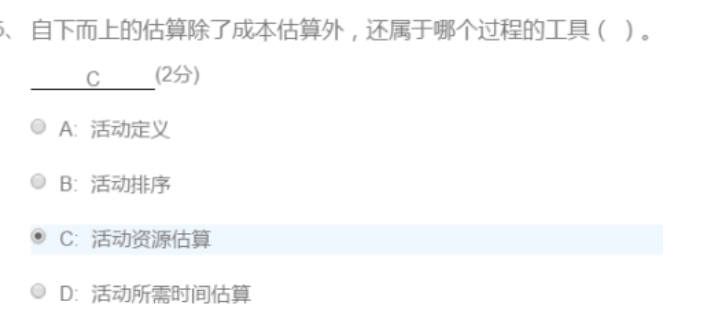 5、自下而上的估算除了成本估算外，还属于哪个过程的工具（ ）。
C (2分)
A: 活动定义
B: 活动排序
C: 活动资源估算
D: 活动所需时间估算